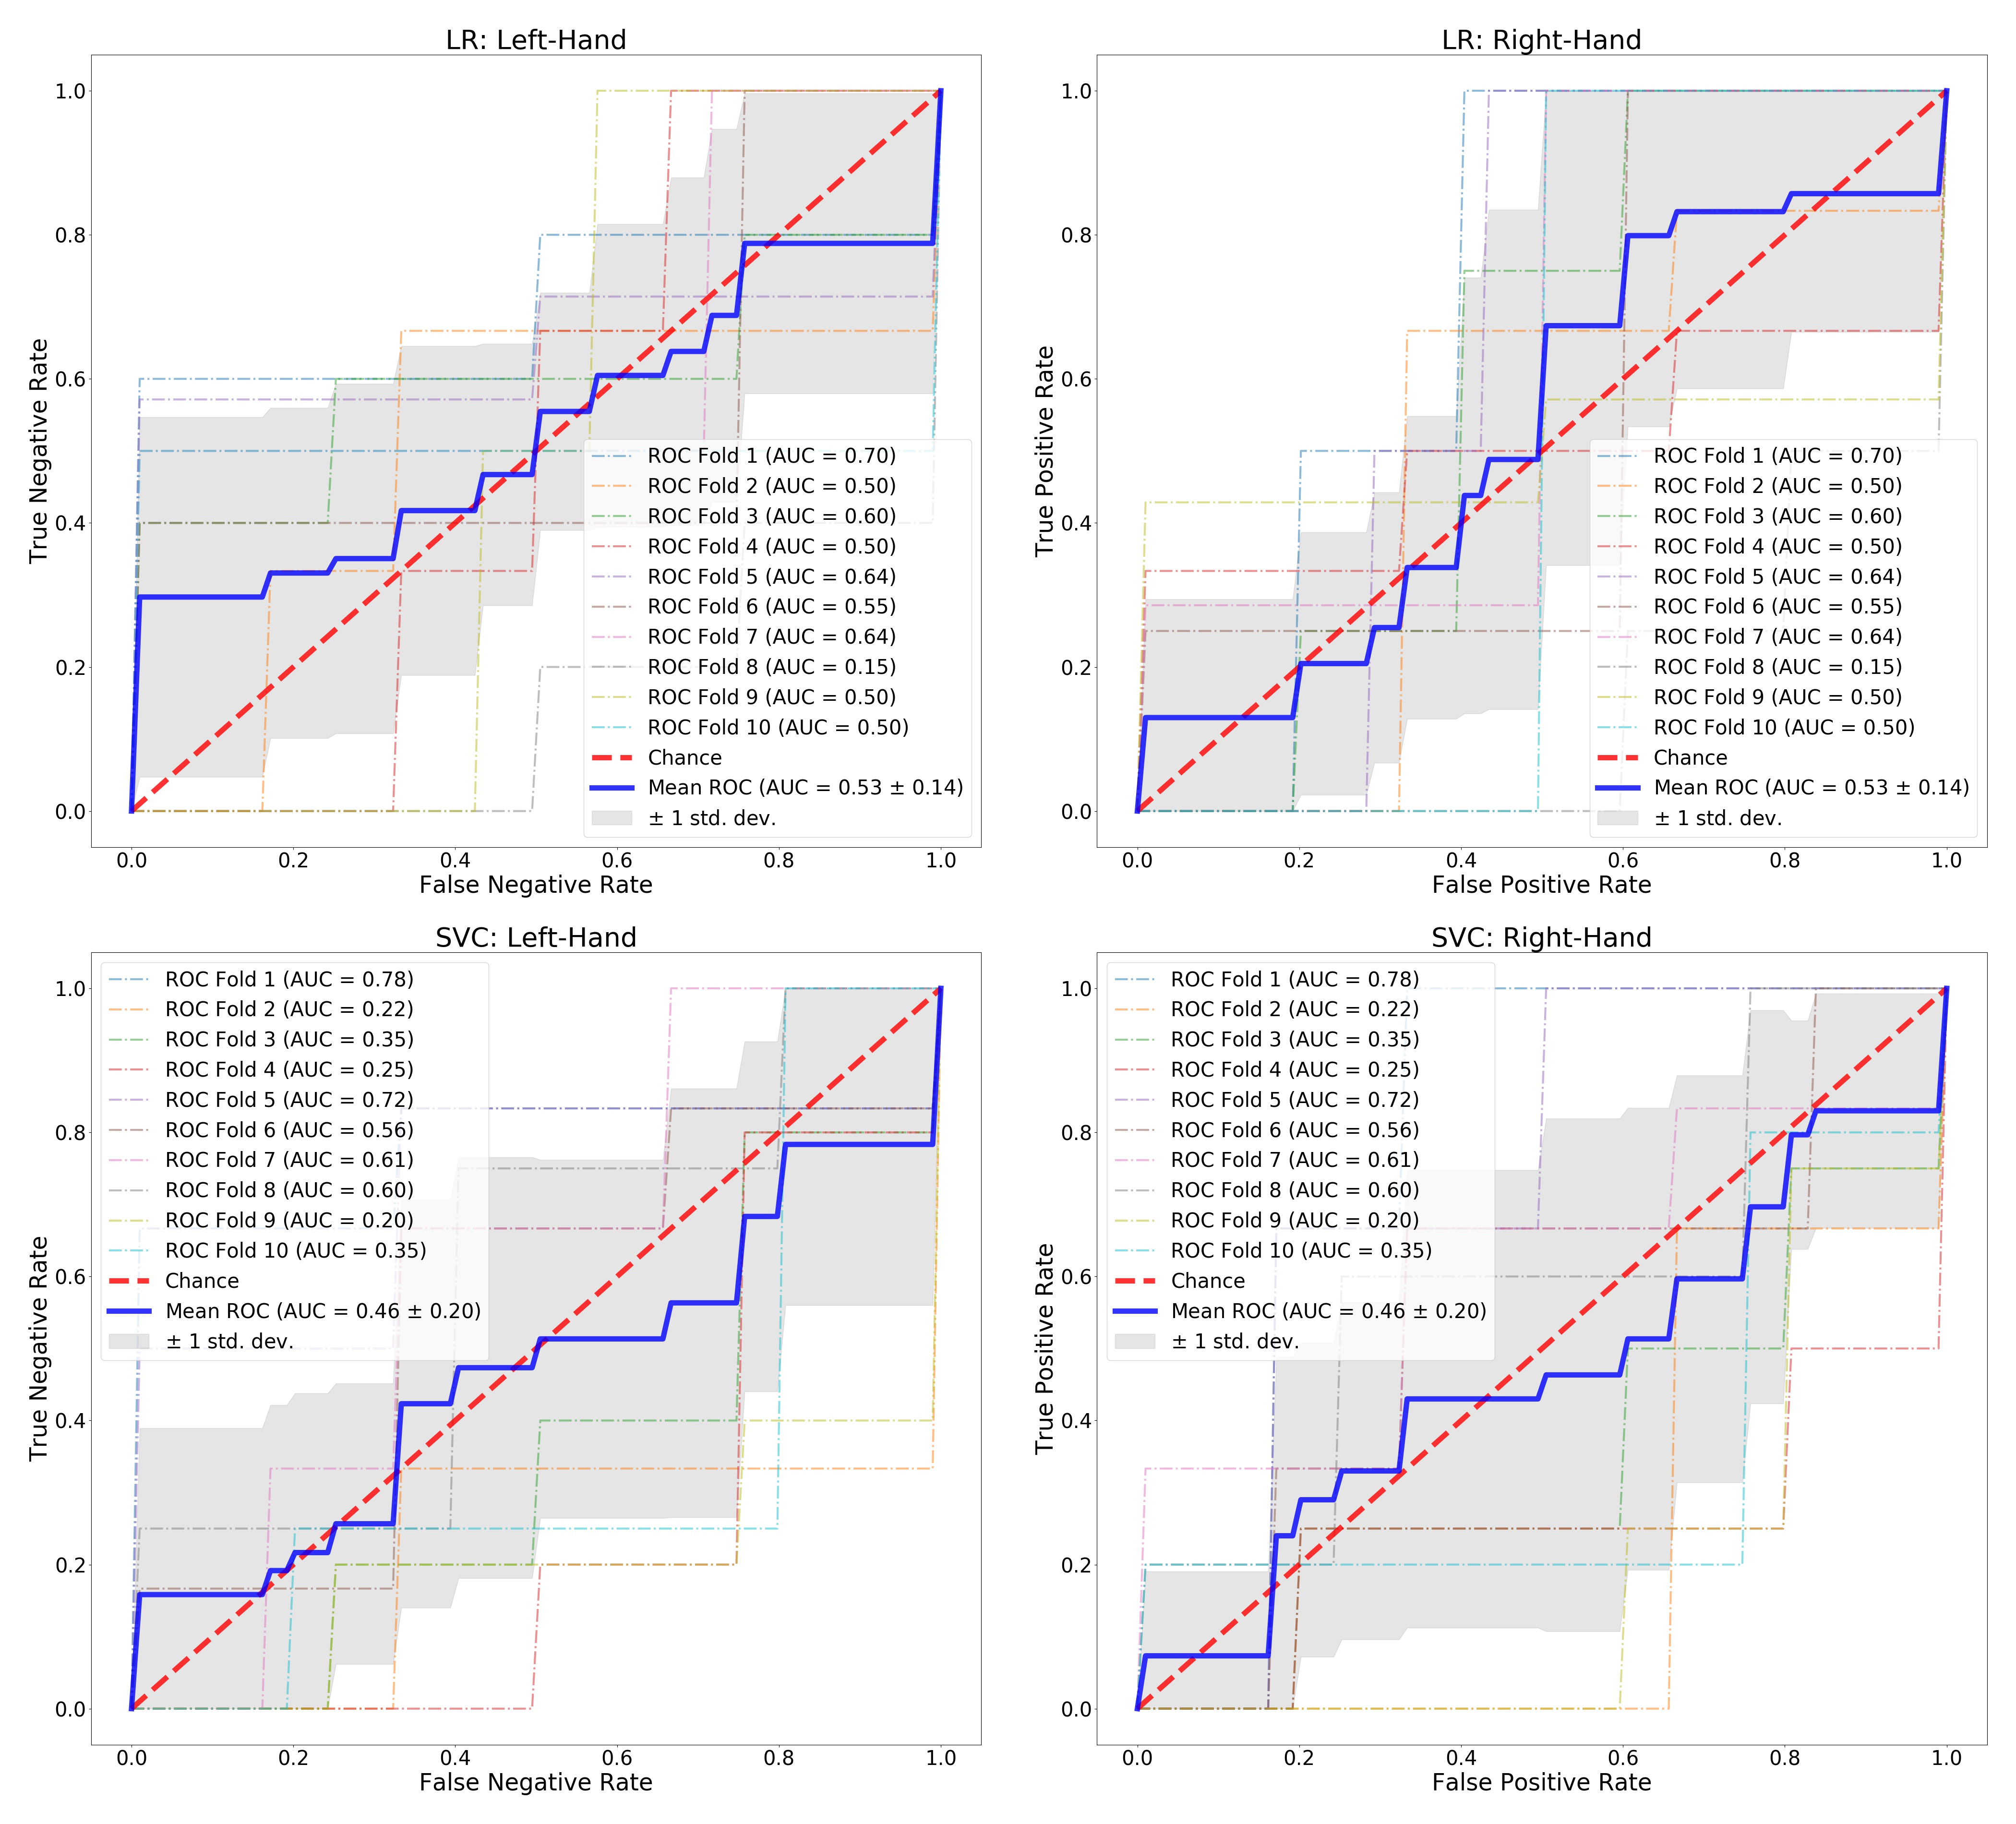 LR: Left-Hand
True Negative Rate
1.0
0.8
0.6
0.4
0.2
0.0
ROC Fold 1 (AUC = 0.70)
ROC Fold 2 (AUC = 0.50)
ROC Fold 3 (AUC = 0.60)
ROC Fold 4 (AUC = 0.50)
ROC Fold 5 (AUC = 0.64)
ROC Fold 6 (AUC = 0.55)
ROC Fold 7 (AUC = 0.64)
ROC Fold 8 (AUC = 0.15)
ROC Fold 9 (AUC = 0.50)
ROC Fold 10 (AUC = 0.50)
Chance
Mean ROC (AUC = 0.53 ± 0.14)
± 1 std. dev.
0.0 0.2 0.4 0.6 0.8 1.0
False Negative Rate
LR: Right-Hand
True Positive Rate
1.0
0.8
0.6
0.4
0.2
0.0
ROC Fold 1 (AUC = 0.70)
ROC Fold 2 (AUC = 0.50)
ROC Fold 3 (AUC = 0.60)
ROC Fold 4 (AUC = 0.50)
ROC Fold 5 (AUC = 0.64)
ROC Fold 6 (AUC = 0.55)
ROC Fold 7 (AUC = 0.64)
ROC Fold 8 (AUC = 0.15)
ROC Fold 9 (AUC = 0.50)
ROC Fold 10 (AUC = 0.50)
Chance
Mean ROC (AUC = 0.53 ± 0.14)
± 1 std. dev.
0.0 0.2 0.4 0.6 0.8 1.0
False Positive Rate
SVC: Left-Hand
True Negative Rate
1.0
0.8
0.6
0.4
0.2
0.0
ROC Fold 1 (AUC = 0.78)
ROC Fold 2 (AUC = 0.22)
ROC Fold 3 (AUC = 0.35)
ROC Fold 4 (AUC = 0.25)
ROC Fold 5 (AUC = 0.72)
ROC Fold 6 (AUC = 0.56)
ROC Fold 7 (AUC = 0.61)
ROC Fold 8 (AUC = 0.60)
ROC Fold 9 (AUC = 0.20)
ROC Fold 10 (AUC = 0.35)
Chance
Mean ROC (AUC = 0.46 ± 0.20)
± 1 std. dev.
0.0 0.2 0.4 0.6 0.8 1.0
False Negative Rate
SVC: Right-Hand
True Positive Rate
1.0
0.8
0.6
0.4
0.2
0.0
ROC Fold 1 (AUC = 0.78)
ROC Fold 2 (AUC = 0.22)
ROC Fold 3 (AUC = 0.35)
ROC Fold 4 (AUC = 0.25)
ROC Fold 5 (AUC = 0.72)
ROC Fold 6 (AUC = 0.56)
ROC Fold 7 (AUC = 0.61)
ROC Fold 8 (AUC = 0.60)
ROC Fold 9 (AUC = 0.20)
ROC Fold 10 (AUC = 0.35)
Chance
Mean ROC (AUC = 0.46 ± 0.20)
± 1 std. dev.
0.0 0.2 0.4 0.6 0.8 1.0
False Positive Rate